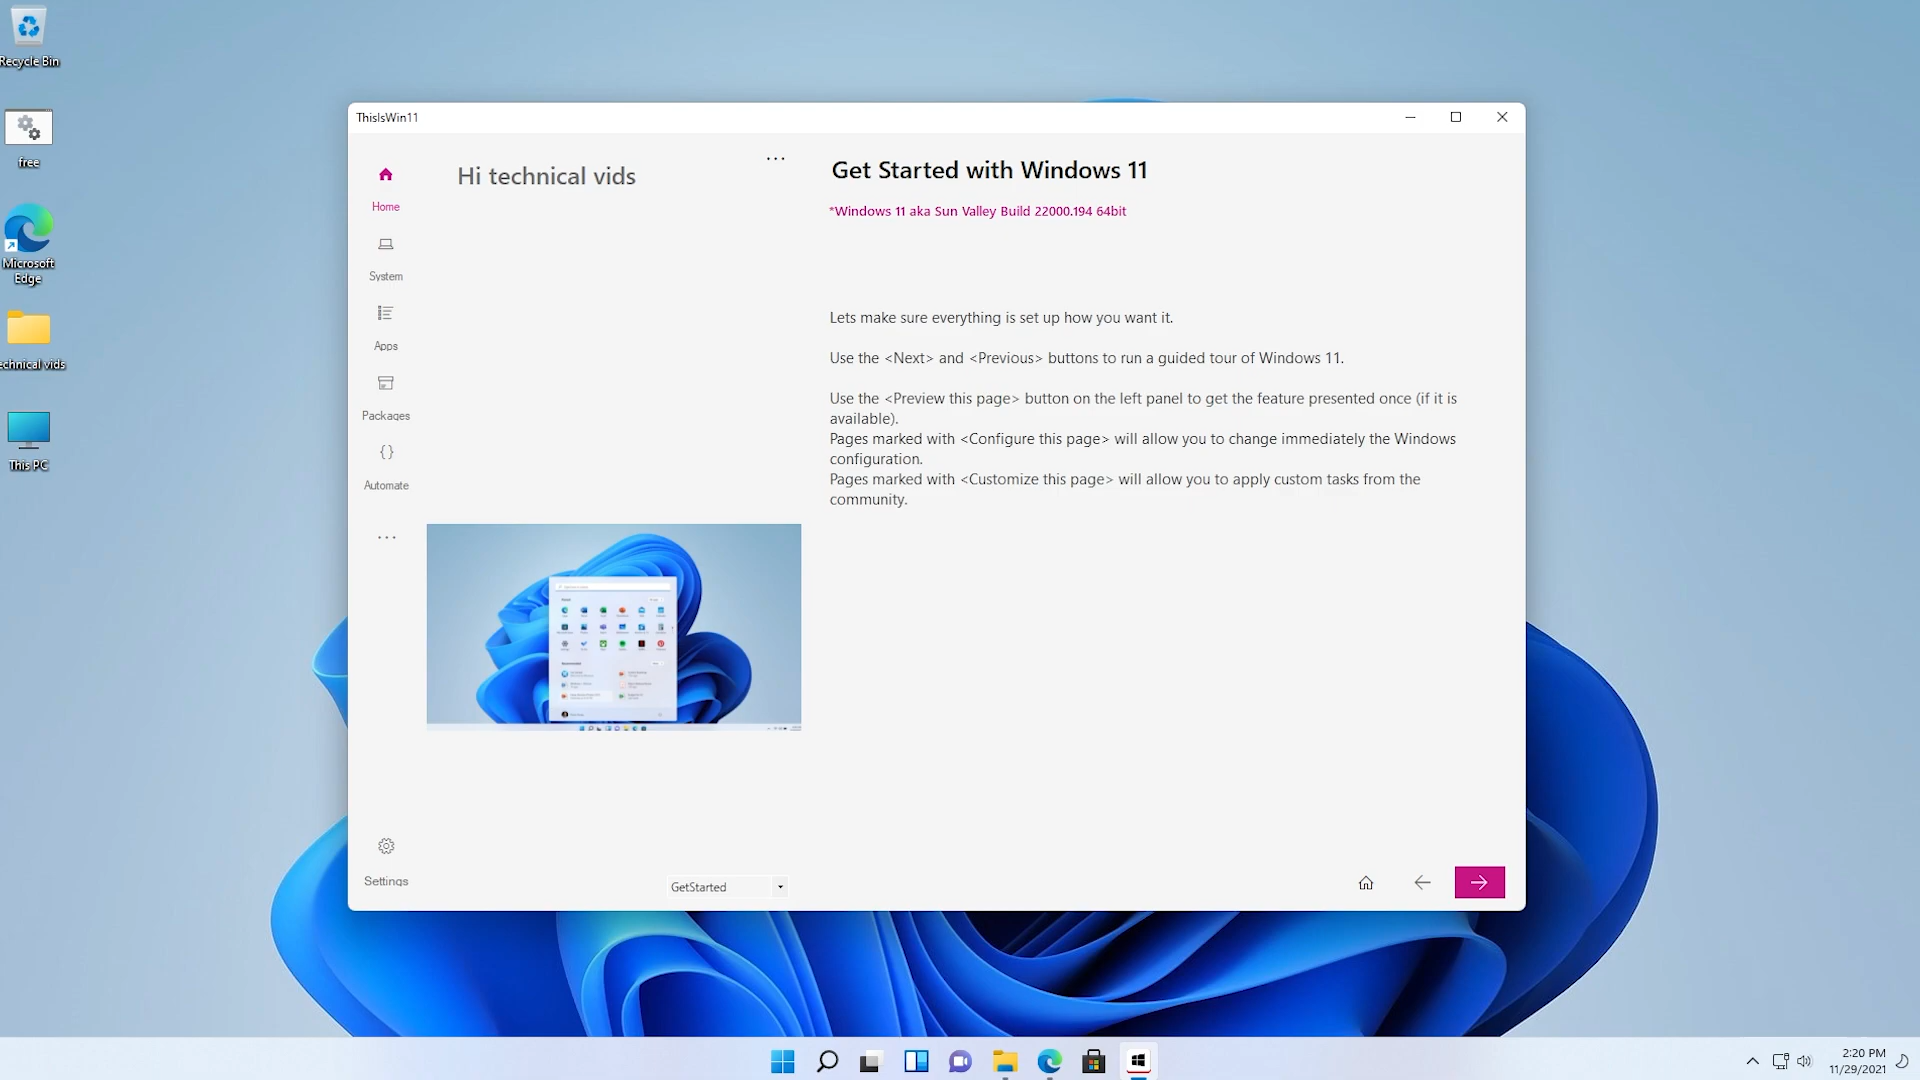 Recycle Bin
free
Microsoft
Edge
echnical vids
This PC
ThisIsWin11
Home
System
Apps
Packages
{}
Automate
...
Settings
Hi technical vids
...
GetStarted
Get Started with Windows 11
*Windows 11 aka Sun Valley Build 22000.194 64bit
Lets make sure everything is set up how you want it.
Use the <Next> and <Previous> buttons to run a guided tour of Windows 11.
Use the <Preview this page> button on the left panel to get the feature presented once (if it is
available).
Pages marked with <Configure this page> will allow you to change immediately the Windows
configuration.
Pages marked with <Customize this page> will allow you to apply custom tasks from the
community.
2:20 PM
11/29/2021